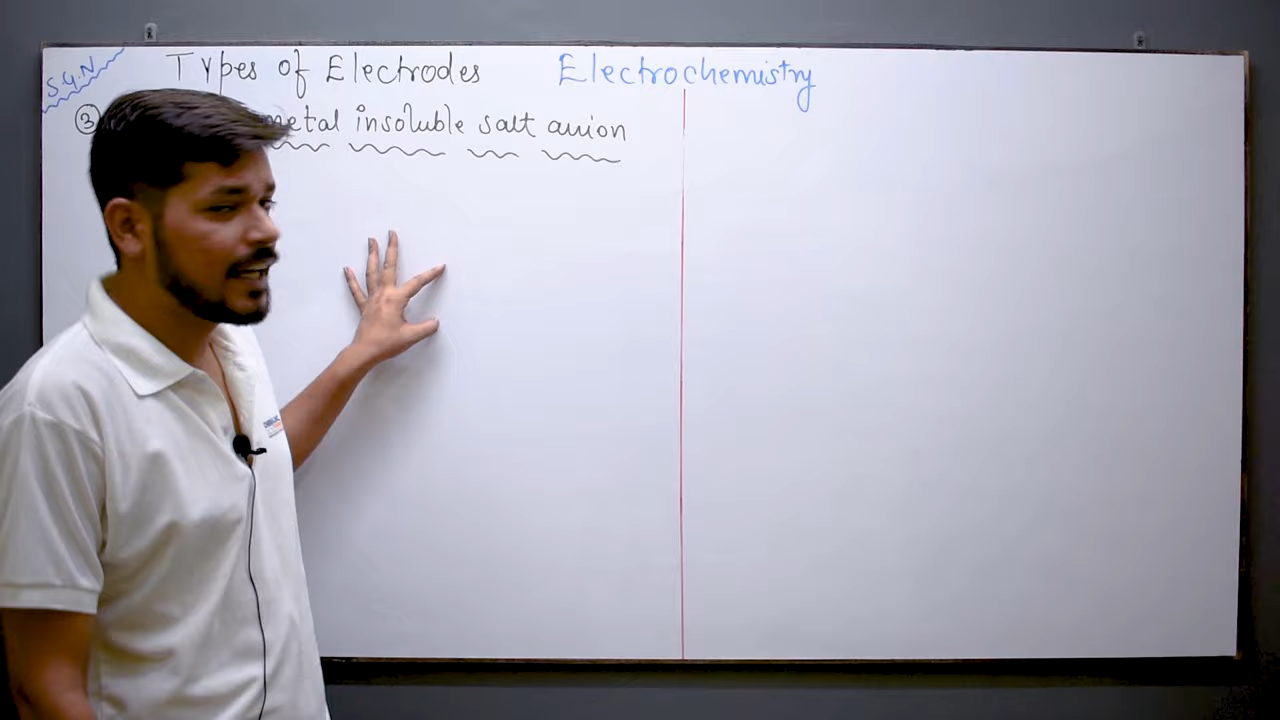 S.G.N
Types of Electrodes Electrochemistry
③ metal insoluble salt anion